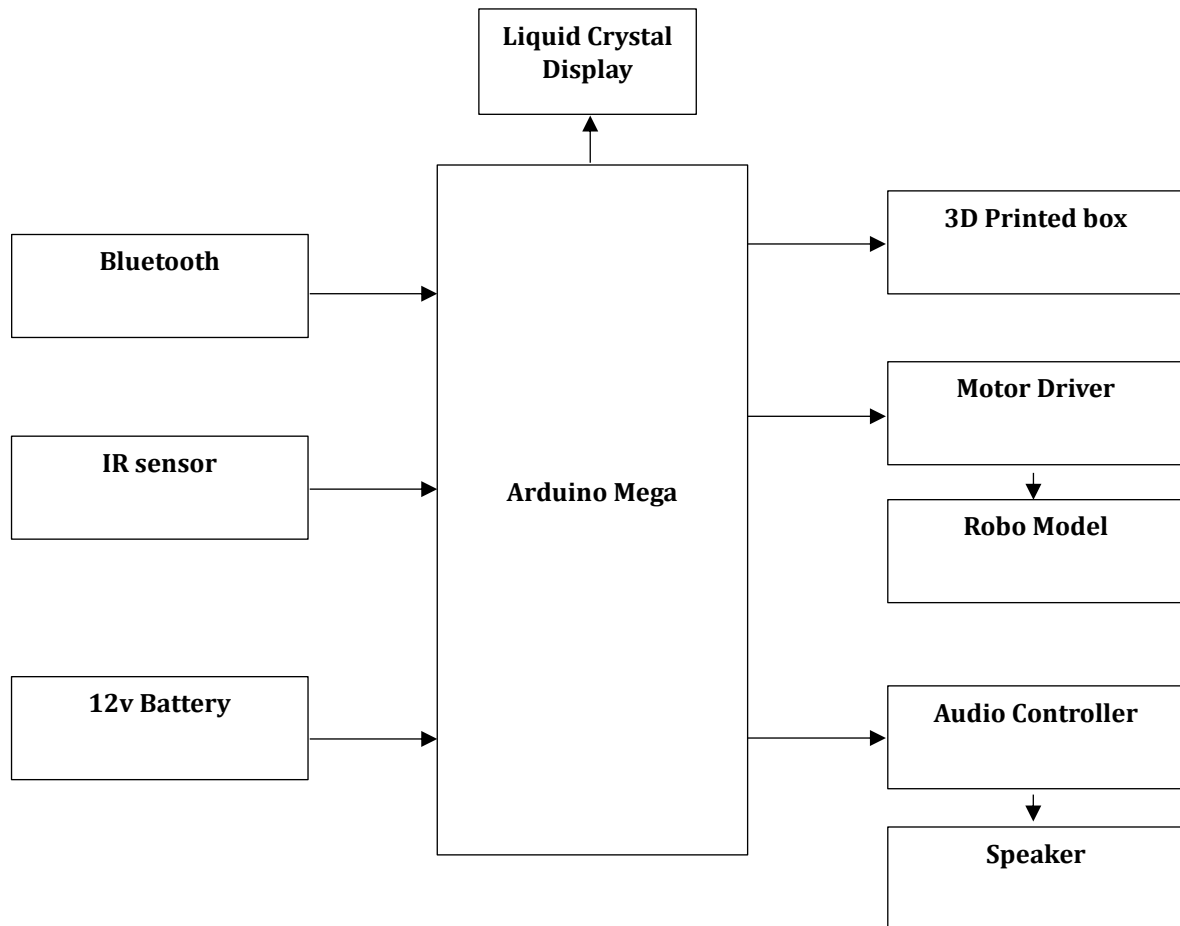 Liquid Crystal
Display
Bluetooth
IR sensor
12v Battery
Arduino Mega
3D Printed box
Motor Driver
Robo Model
Audio Controller
Speaker